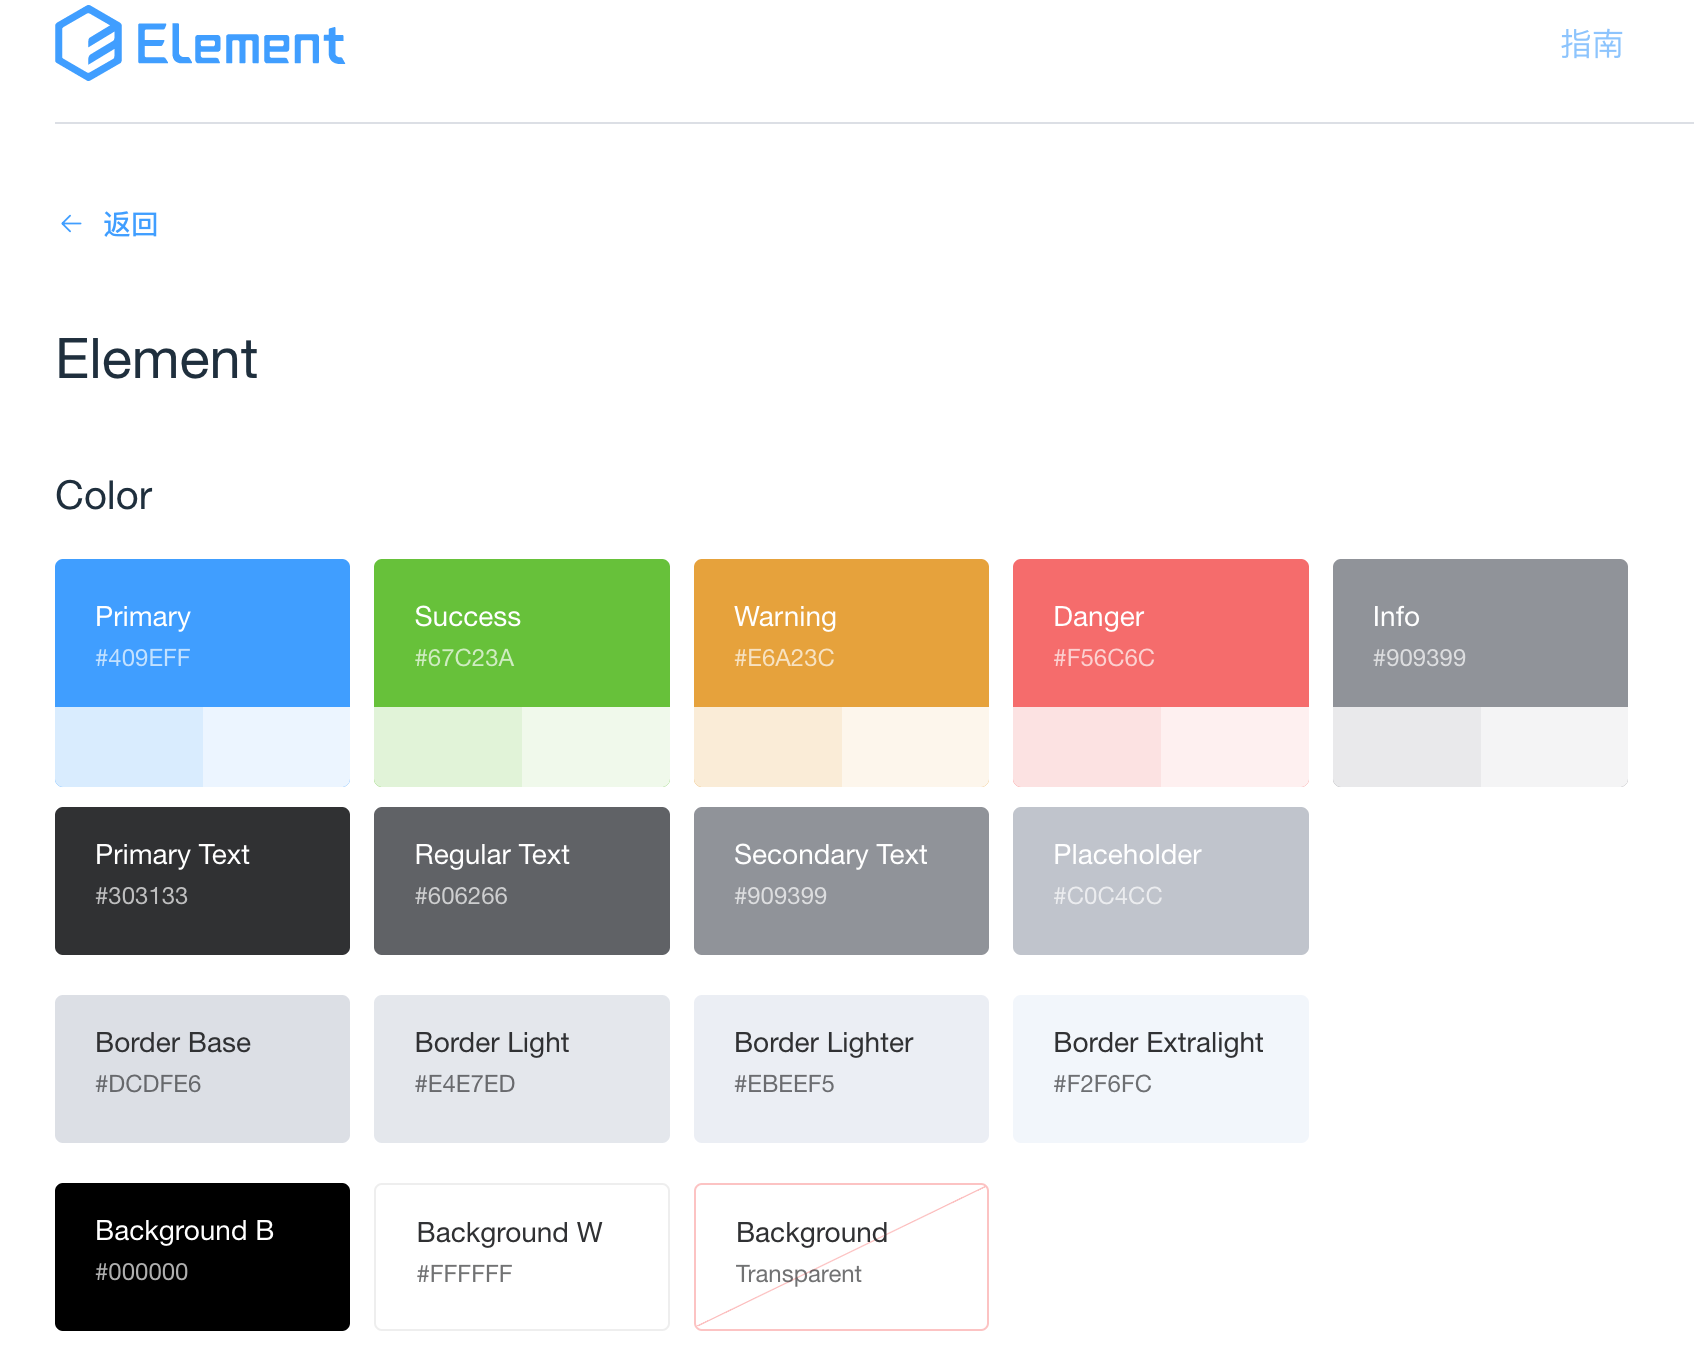 Element
指南
返回
Element
Color
Primary
#409EFF
Success
#67C23A
Warning
#E6A23C
Danger
#F56C6C
Info
#909399
Primary Text
#303133
Regular Text
#606266
Secondary Text
#909399
Placeholder
#C0C4CC
Border Base
#DCDFE6
Border Light
#E4E7ED
Border Lighter
#EBEEF5
Border Extralight
#F2F6FC
Background B
#000000
Background W
#FFFFFF
Background
Transparent